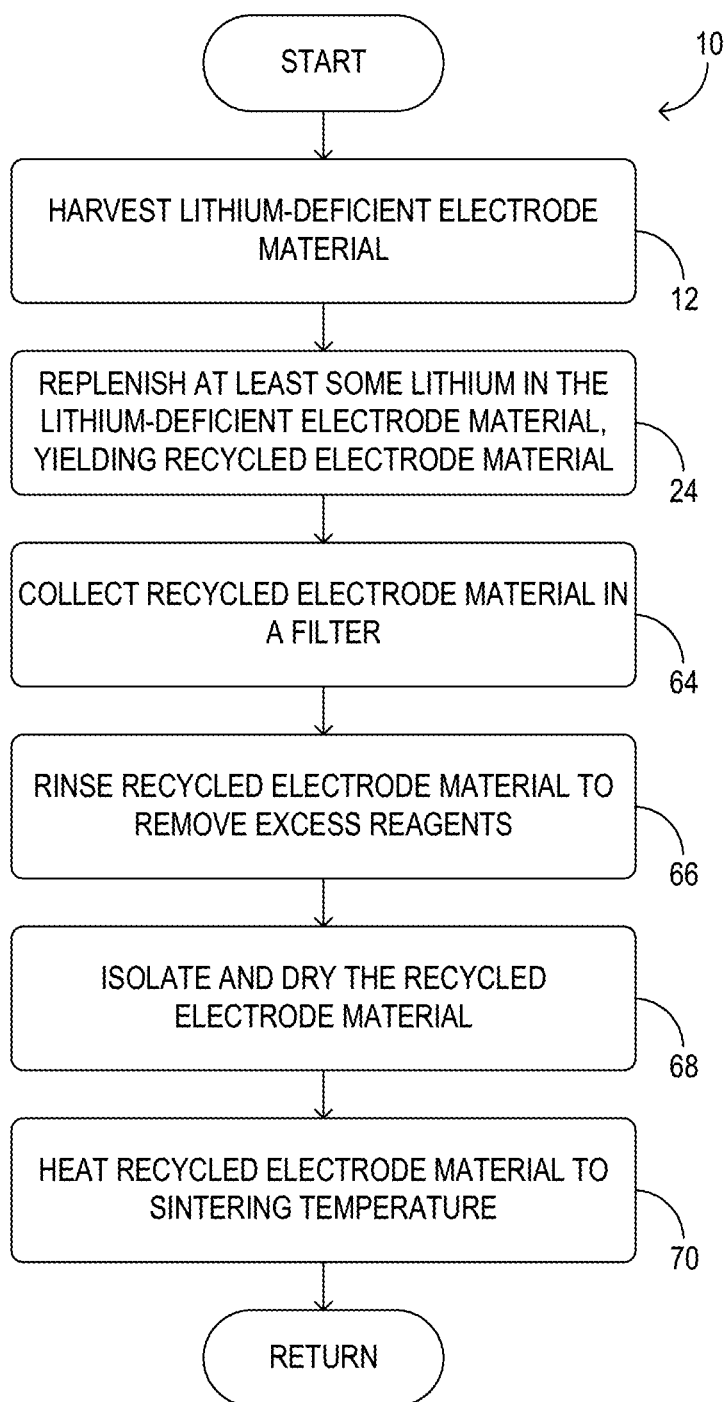 START
10
HARVEST LITHIUM-DEFICIENT ELECTRODE
MATERIAL
12
REPLENISH AT LEAST SOME LITHIUM IN THE
LITHIUM-DEFICIENT ELECTRODE MATERIAL,
YIELDING RECYCLED ELECTRODE MATERIAL
24
COLLECT RECYCLED ELECTRODE MATERIAL IN
A FILTER
64
RINSE RECYCLED ELECTRODE MATERIAL TO
REMOVE EXCESS REAGENTS
66
ISOLATE AND DRY THE RECYCLED
ELECTRODE MATERIAL
68
HEAT RECYCLED ELECTRODE MATERIAL TO
SINTERING TEMPERATURE
70
RETURN